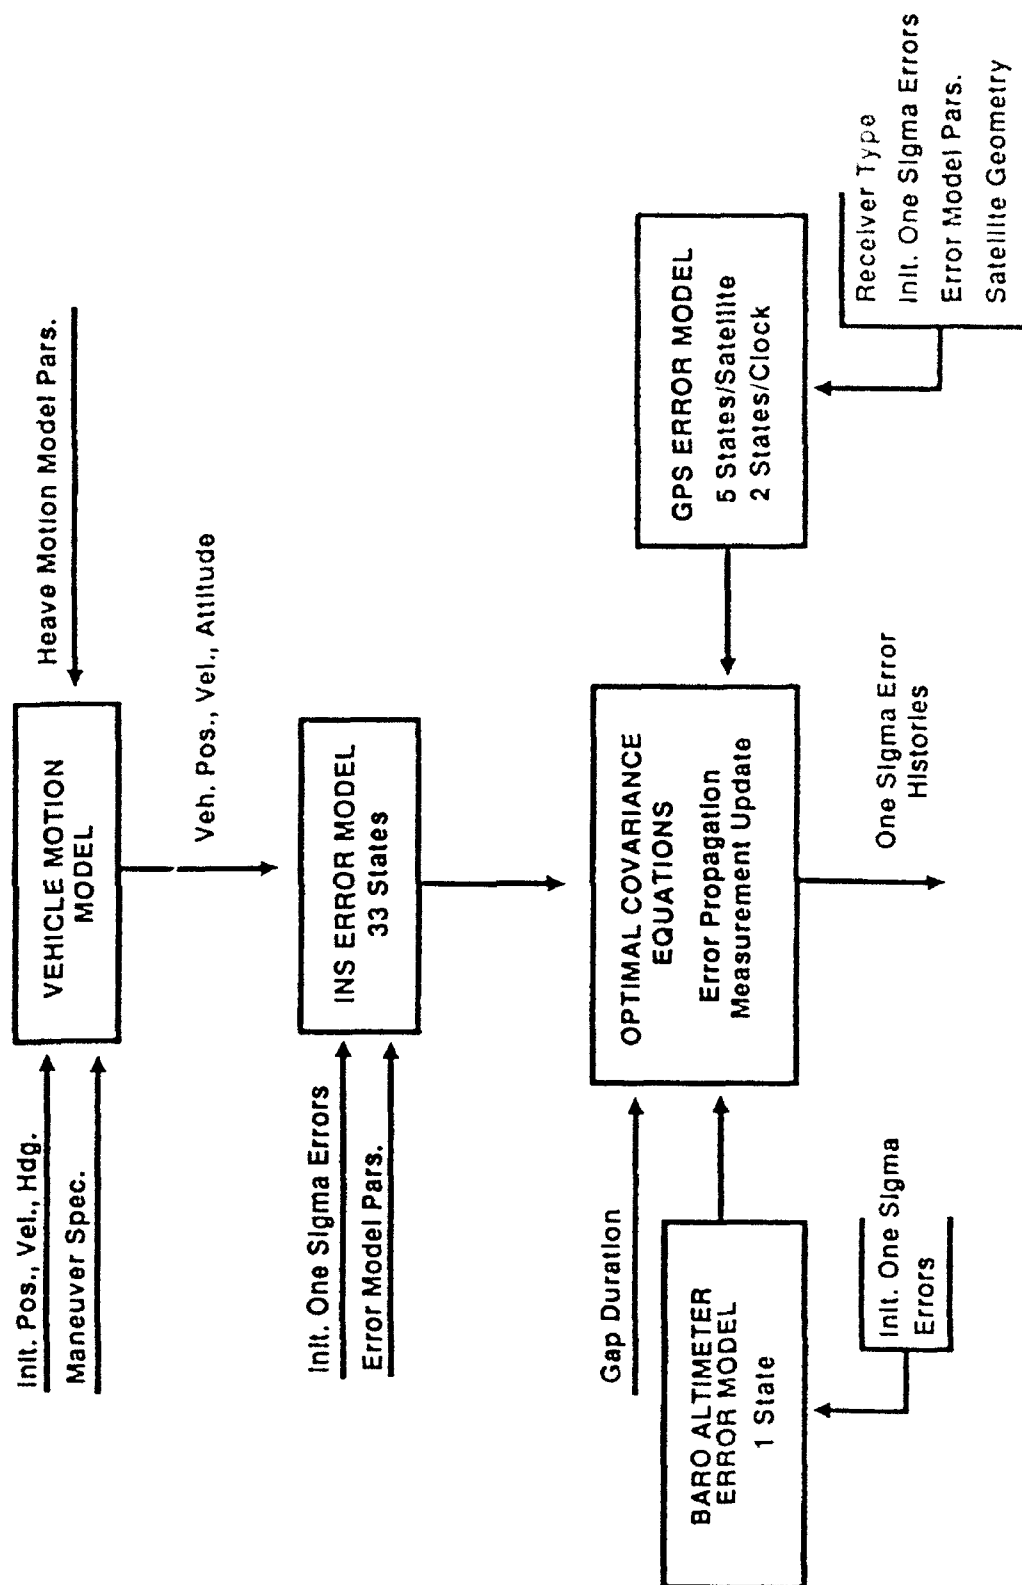 Init. Pos., Vel., Hdg.
Maneuver Spec.
VEHICLE MOTION
MODEL
Heave Motion Model Pars.
Veh. Pos., Vel., Attitude
Init. One Sigma Errors
Error Model Pars.
INS ERROR MODEL
33 States
Gap Duration
OPTIMAL COVARIANCE
EQUATIONS
Error Propagation
Measurement Update
BARO ALTIMETER
ERROR MODEL
1 State
Init. One Sigma
Errors
GPS ERROR MODEL
5 States/Satellite
2 States/Clock
Receiver Type
Init. One Sigma Errors
Error Model Pars.
Satellite Geometry
One Sigma Error
Histories